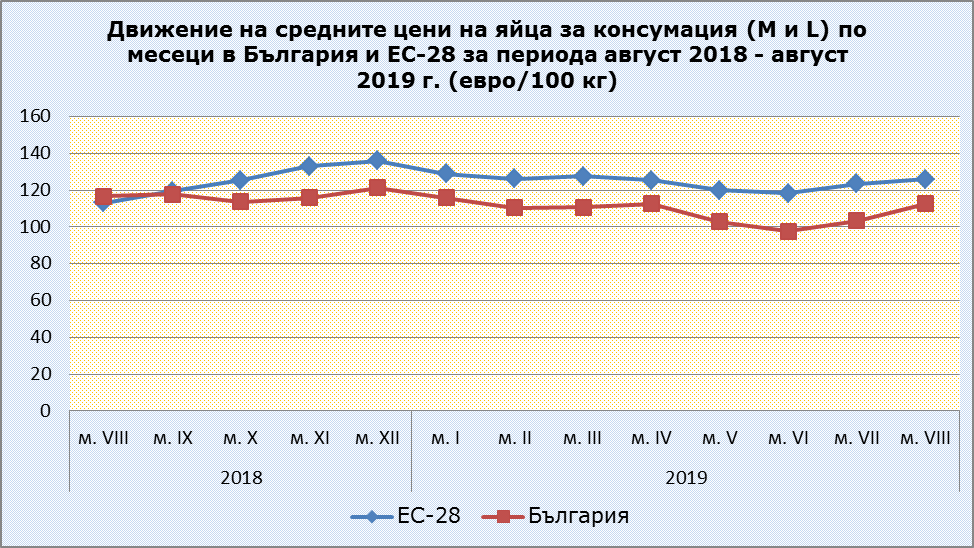 Движение на средните цени на яйца за консумация (M и L) по
месеци в България и ЕС-28 за периода август 2018 - август
2019 г. (евро/100 кг)
160
140
120
100
80
60
40
20
0
м. VIII м. IX м. X м. XI м. XII м. I м. II м. III м. IV м. V м. VI м. VII м. VIII
2018 2019
ЕС-28 България